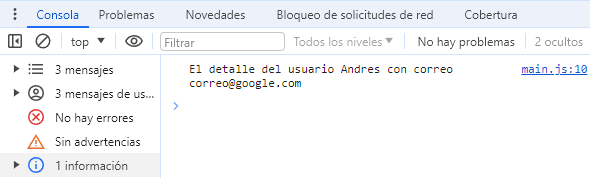 Consola Problemas Novedades Bloqueo de solicitudes de red Cobertura
top Filtrar Todos los niveles No hay problemas 2 ocultos
3 mensajes
3 mensajes de us...
No hay errores
Sin advertencias
1 información
El detalle del usuario Andres con correo main.js:10
correo@google.com